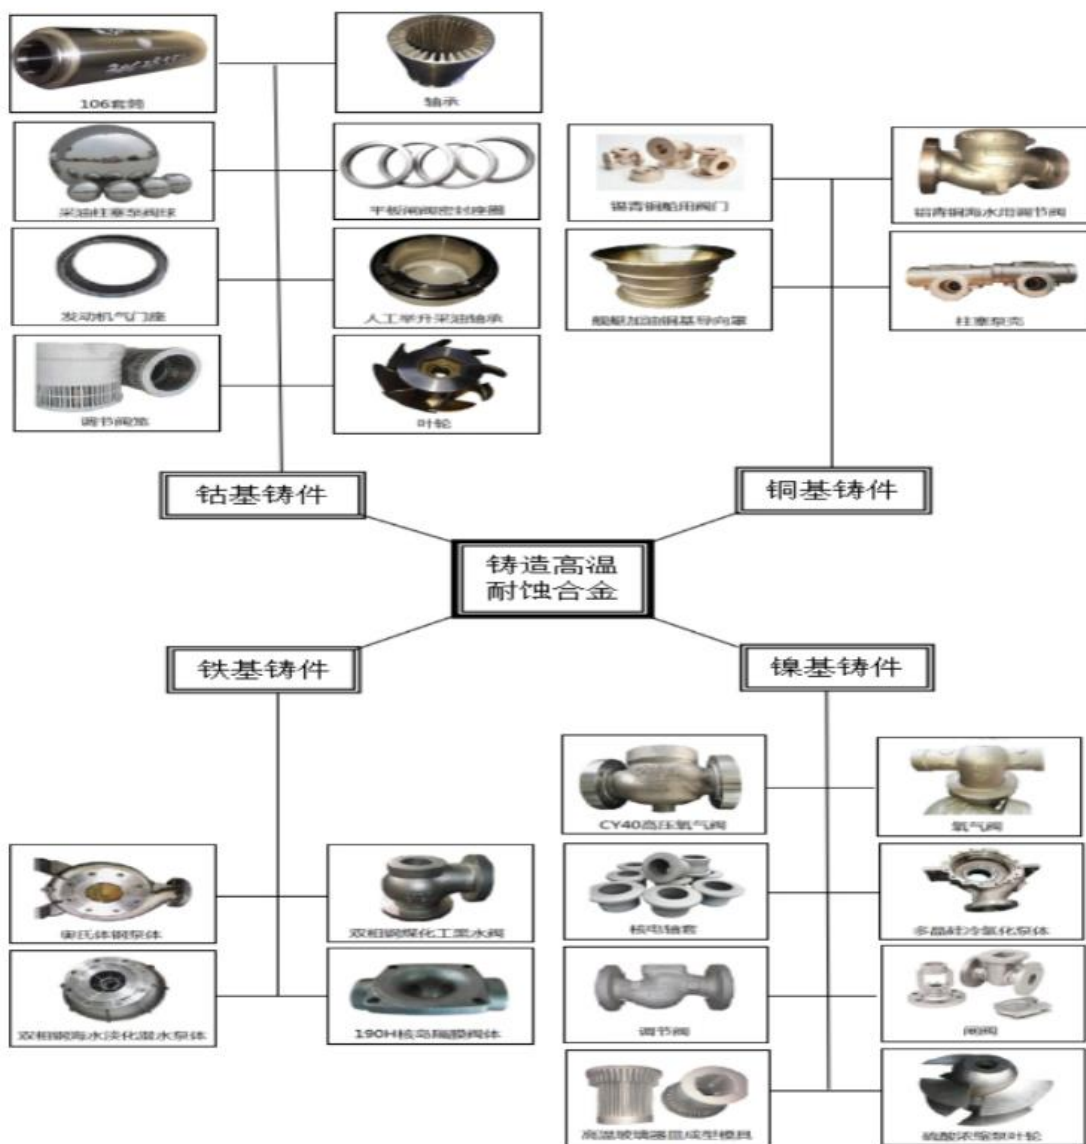 106套筒
轴承
采油柱塞泵阀球
平板闸阀密封座圈
发动机气门座
人工举升采油轴承
调节阀笼
叶轮
锡青铜船用阀门
铝青铜海水用调节阀
舰艇加油铜基导向罩
柱塞泵壳
钴基铸件
铜基铸件
铸造高温
耐蚀合金
铁基铸件
镍基铸件
奥氏体钢泵体
双相钢煤化工黑水阀
双相钢海水淡化潜水泵体
190H核岛隔膜阀体
CY40高压氧气阀
氧气阀
核电轴套
多晶硅冷氢化泵体
调节阀
闸阀
高温玻璃器皿成型模具
硫酸浓缩泵叶轮